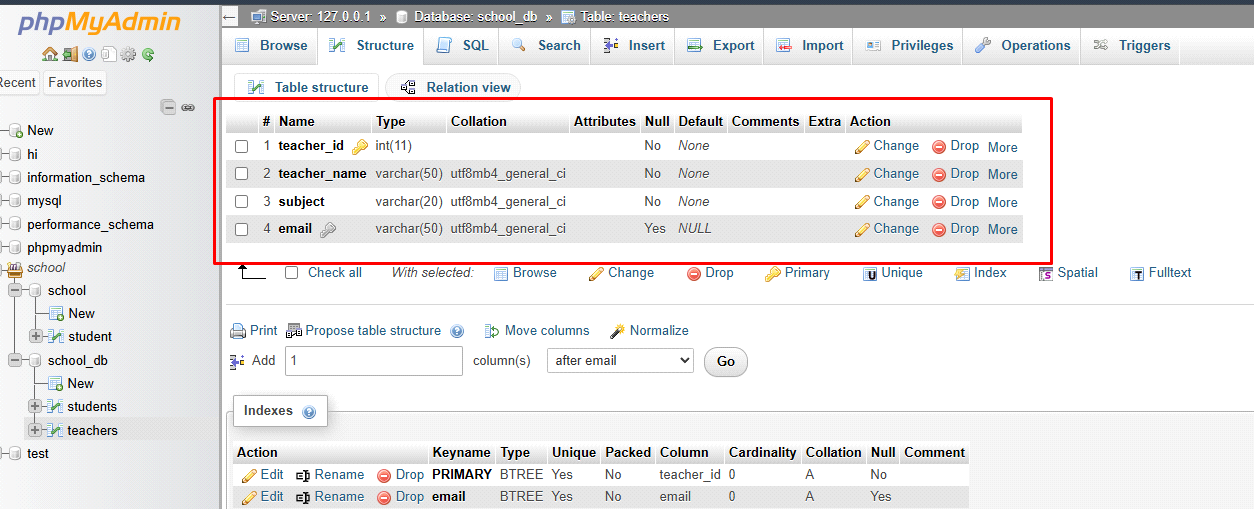 phpMyAdmin
Recent Favorites
New
hi
information_schema
mysql
performance_schema
phpmyadmin
school
school
New
student
school_db
New
students
teachers
test
← Server: 127.0.0.1 » Database: school_db » Table: teachers
Browse Structure SQL Search Insert Export Import Privileges Operations Triggers
Table structure Relation view
# Name Type Collation Attributes Null Default Comments Extra Action
1 teacher_id int(11) No None Change Drop More
2 teacher_name varchar(50) utf8mb4_general_ci No None Change Drop More
3 subject varchar(20) utf8mb4_general_ci No None Change Drop More
4 email varchar(50) utf8mb4_general_ci Yes NULL Change Drop More
Check all With selected: Browse Change Drop Primary U Unique Index S Spatial T Fulltext
Print Propose table structure Move columns Normalize
Add 1 column(s) after email Go
Indexes
Action Keyname Type Unique Packed Column Cardinality Collation Null Comment
Edit Rename Drop PRIMARY BTREE Yes No teacher_id 0 A No
Edit Rename Drop email BTREE Yes No email 0 A Yes